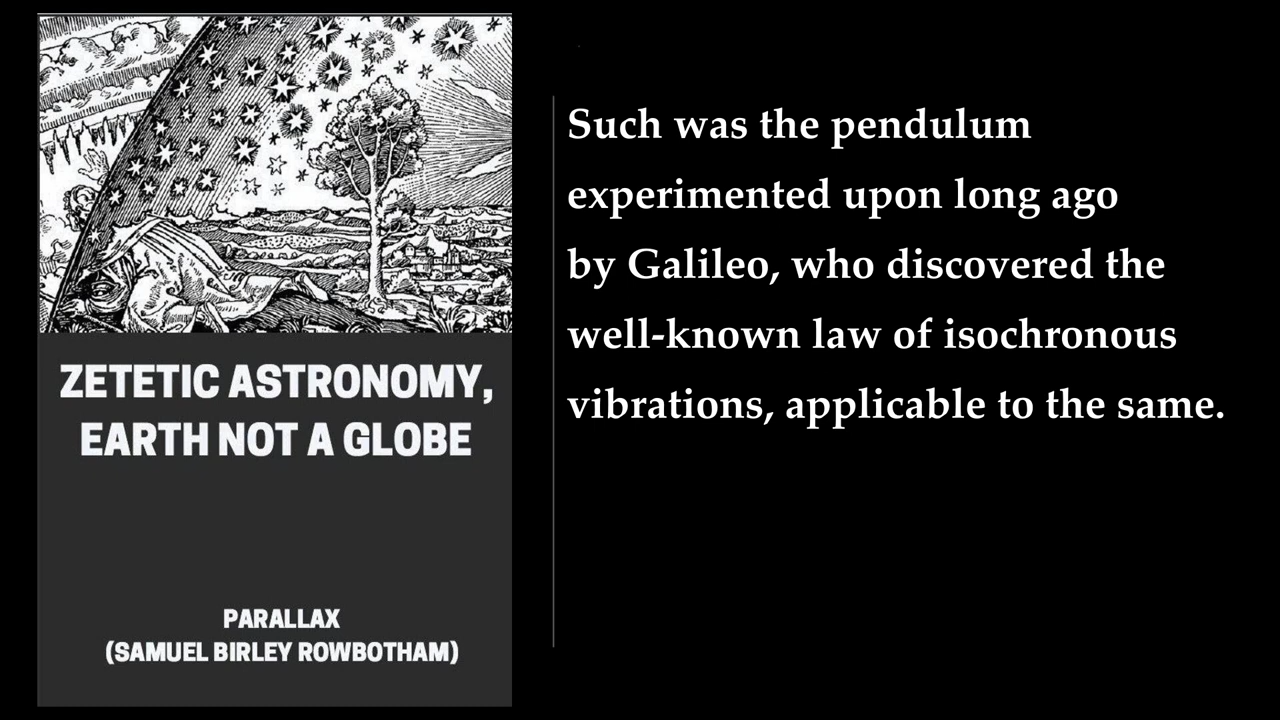 ZETETIC ASTRONOMY,
EARTH NOT A GLOBE
PARALLAX
(SAMUEL BIRLEY ROWBOTHAM)
Such was the pendulum
experimented upon long ago
by Galileo, who discovered the
well-known law of isochronous
vibrations, applicable to the same.